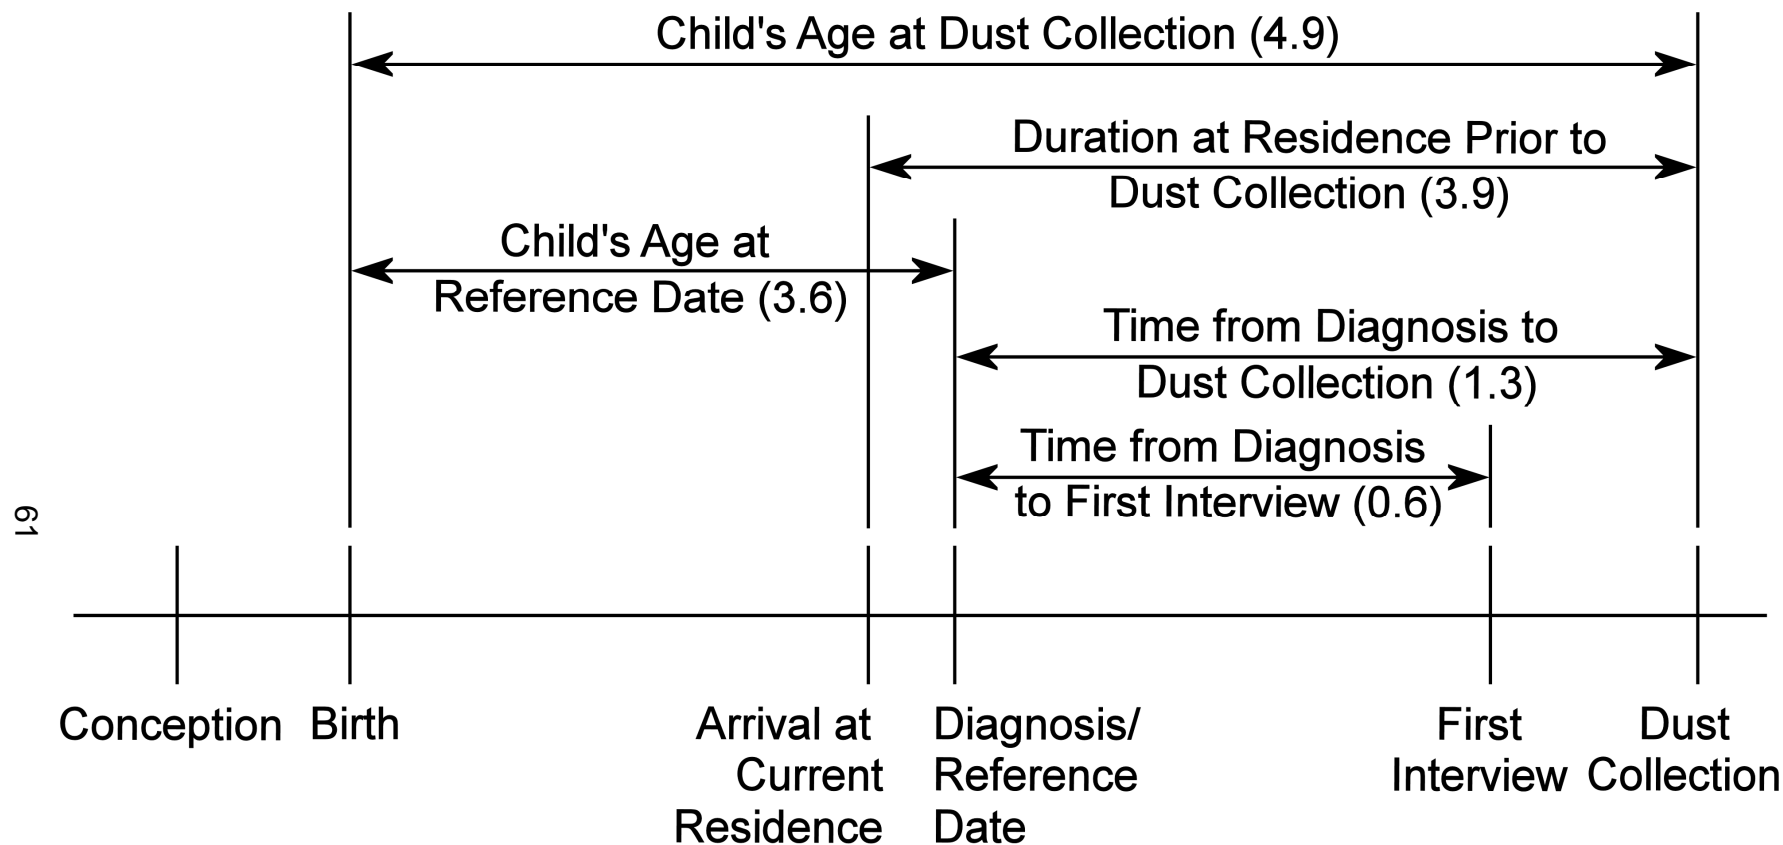 Child's Age at Dust Collection (4.9)
Duration at Residence Prior to
Dust Collection (3.9)
Child's Age at
Reference Date (3.6)
Time from Diagnosis to
Dust Collection (1.3)
Time from Diagnosis
to First Interview (0.6)
61
Conception
Birth
Arrival at
Current
Residence
Diagnosis/
Reference
Date
First
Interview
Dust
Collection